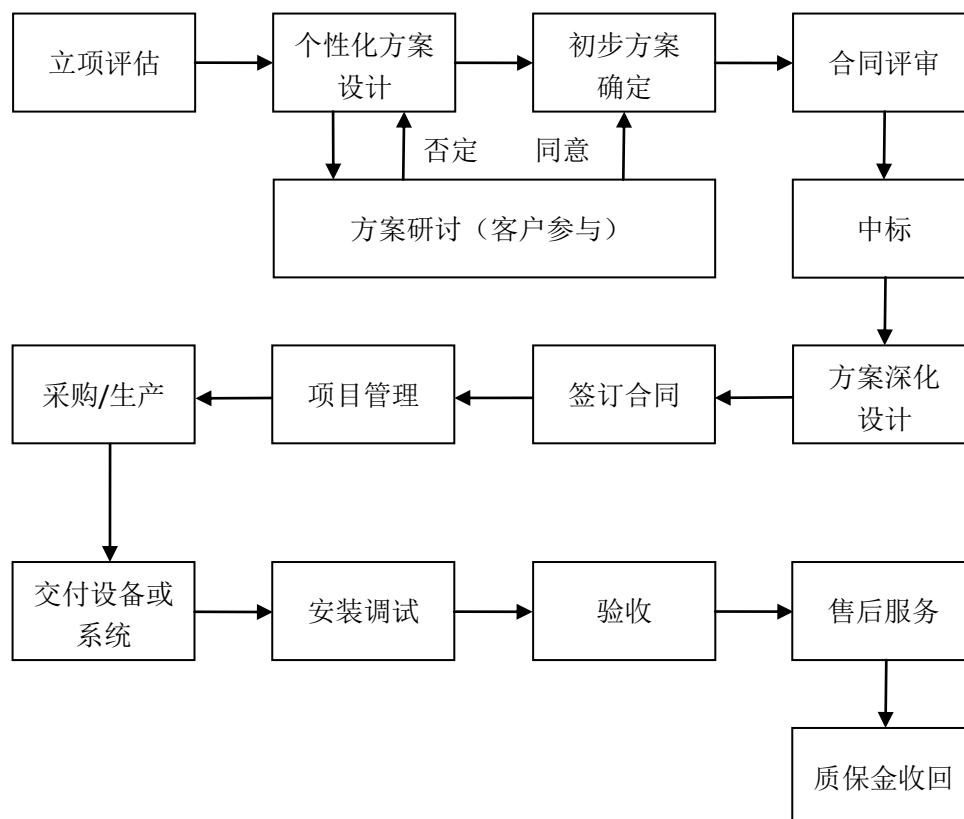 立项评估
个性化方案
设计
初步方案
确定
合同评审
否定
同意
方案研讨（客户参与）
中标
采购/生产
项目管理
签订合同
方案深化
设计
交付设备或
系统
安装调试
验收
售后服务
质保金收回